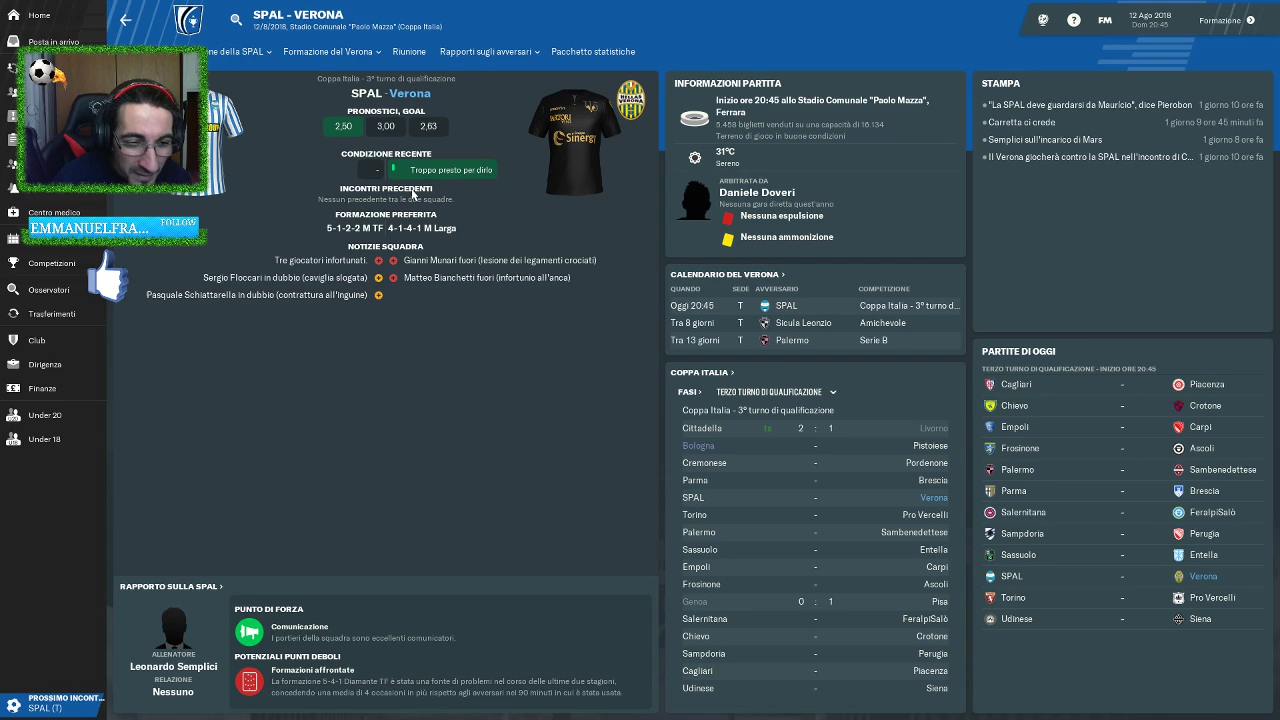 SPAL - VERONA
12/8/2018, Stadio Comunale "Paolo Mazza" (Coppa Italia)
FM
12 Ago 2018
Dom 20:45
Formazione
Home
Posta in arrivo
ne della SPAL
Formazione del Verona
Riunione
Rapporti sugli avversari
Pacchetto statistiche
Centro medico
EMMANUELFRA...
FOLLOW
Competizioni
Osservatori
Trasferimenti
Club
Dirigenza
Finanze
Under 20
Under 18
PROSSIMO INCONT...
SPAL (T)
Coppa Italia - 3° turno di qualificazione
SPAL - Verona
PRONOSTICI, GOAL
2,50 3,00 2,63
CONDIZIONE RECENTE
- Troppo presto per dirlo
INCONTRI PRECEDENTI
Nessun precedente tra le due squadre.
FORMAZIONE PREFERITA
5-1-2-2 M TF 4-1-4-1 M Larga
NOTIZIE SQUADRA
Tre giocatori infortunati. Gianni Munari fuori (lesione dei legamenti crociati)
Sergio Floccari in dubbio (caviglia slogata) Matteo Bianchetti fuori (infortunio all'anca)
Pasquale Schiattarella in dubbio (contrattura all'inguine)
HELLAS VERONA
Sinergy
RAPPORTO SULLA SPAL
ALLENATORE
Leonardo Semplici
RELAZIONE
Nessuno
PUNTO DI FORZA
Comunicazione
I portieri della squadra sono eccellenti comunicatori.
POTENZIALI PUNTI DEBOLI
Formazioni affrontate
La formazione 5-4-1 Diamante TF è stata una fonte di problemi nel corso delle ultime due stagioni, concedendo una media di 4 occasioni in più rispetto agli avversari nei 90 minuti in cui è stata usata.
INFORMAZIONI PARTITA
Inizio ore 20:45 allo Stadio Comunale "Paolo Mazza", Ferrara
5.458 biglietti venduti su una capacità di 16.134
Terreno di gioco in buone condizioni
31°C
Sereno
ARBITRATA DA
Daniele Doveri
Nessuna gara diretta quest'anno
Nessuna espulsione
Nessuna ammonizione
CALENDARIO DEL VERONA
QUANDO SEDE AVVERSARIO COMPETIZIONE
Oggi 20:45 T SPAL Coppa Italia - 3° turno d...
Tra 8 giorni T Sicula Leonzio Amichevole
Tra 13 giorni T Palermo Serie B
COPPA ITALIA
FASI TERZO TURNO DI QUALIFICAZIONE
Coppa Italia - 3° turno di qualificazione
Cittadella ts 2 : 1 Livorno
Bologna - Pistoiese
Cremonese - Pordenone
Parma - Brescia
SPAL - Verona
Torino - Pro Vercelli
Palermo - Sambenedettese
Sassuolo - Entella
Empoli - Carpi
Frosinone - Ascoli
Genoa 0 : 1 Pisa
Salernitana - FeralpiSalò
Chievo - Crotone
Sampdoria - Perugia
Cagliari - Piacenza
Udinese - Siena
STAMPA
"La SPAL deve guardarsi da Maurício", dice Pierobon 1 giorno 10 ore fa
Carretta ci crede 1 giorno 9 ore 45 minuti fa
Semplici sull'incarico di Mars 1 giorno 8 ore fa
Il Verona giocherà contro la SPAL nell'incontro di C... 1 giorno 10 ore fa
PARTITE DI OGGI
TERZO TURNO DI QUALIFICAZIONE - INIZIO ORE 20:45
Cagliari - Piacenza
Chievo - Crotone
Empoli - Carpi
Frosinone - Ascoli
Palermo - Sambenedettese
Parma - Brescia
Salernitana - FeralpiSalò
Sampdoria - Perugia
Sassuolo - Entella
SPAL - Verona
Torino - Pro Vercelli
Udinese - Siena